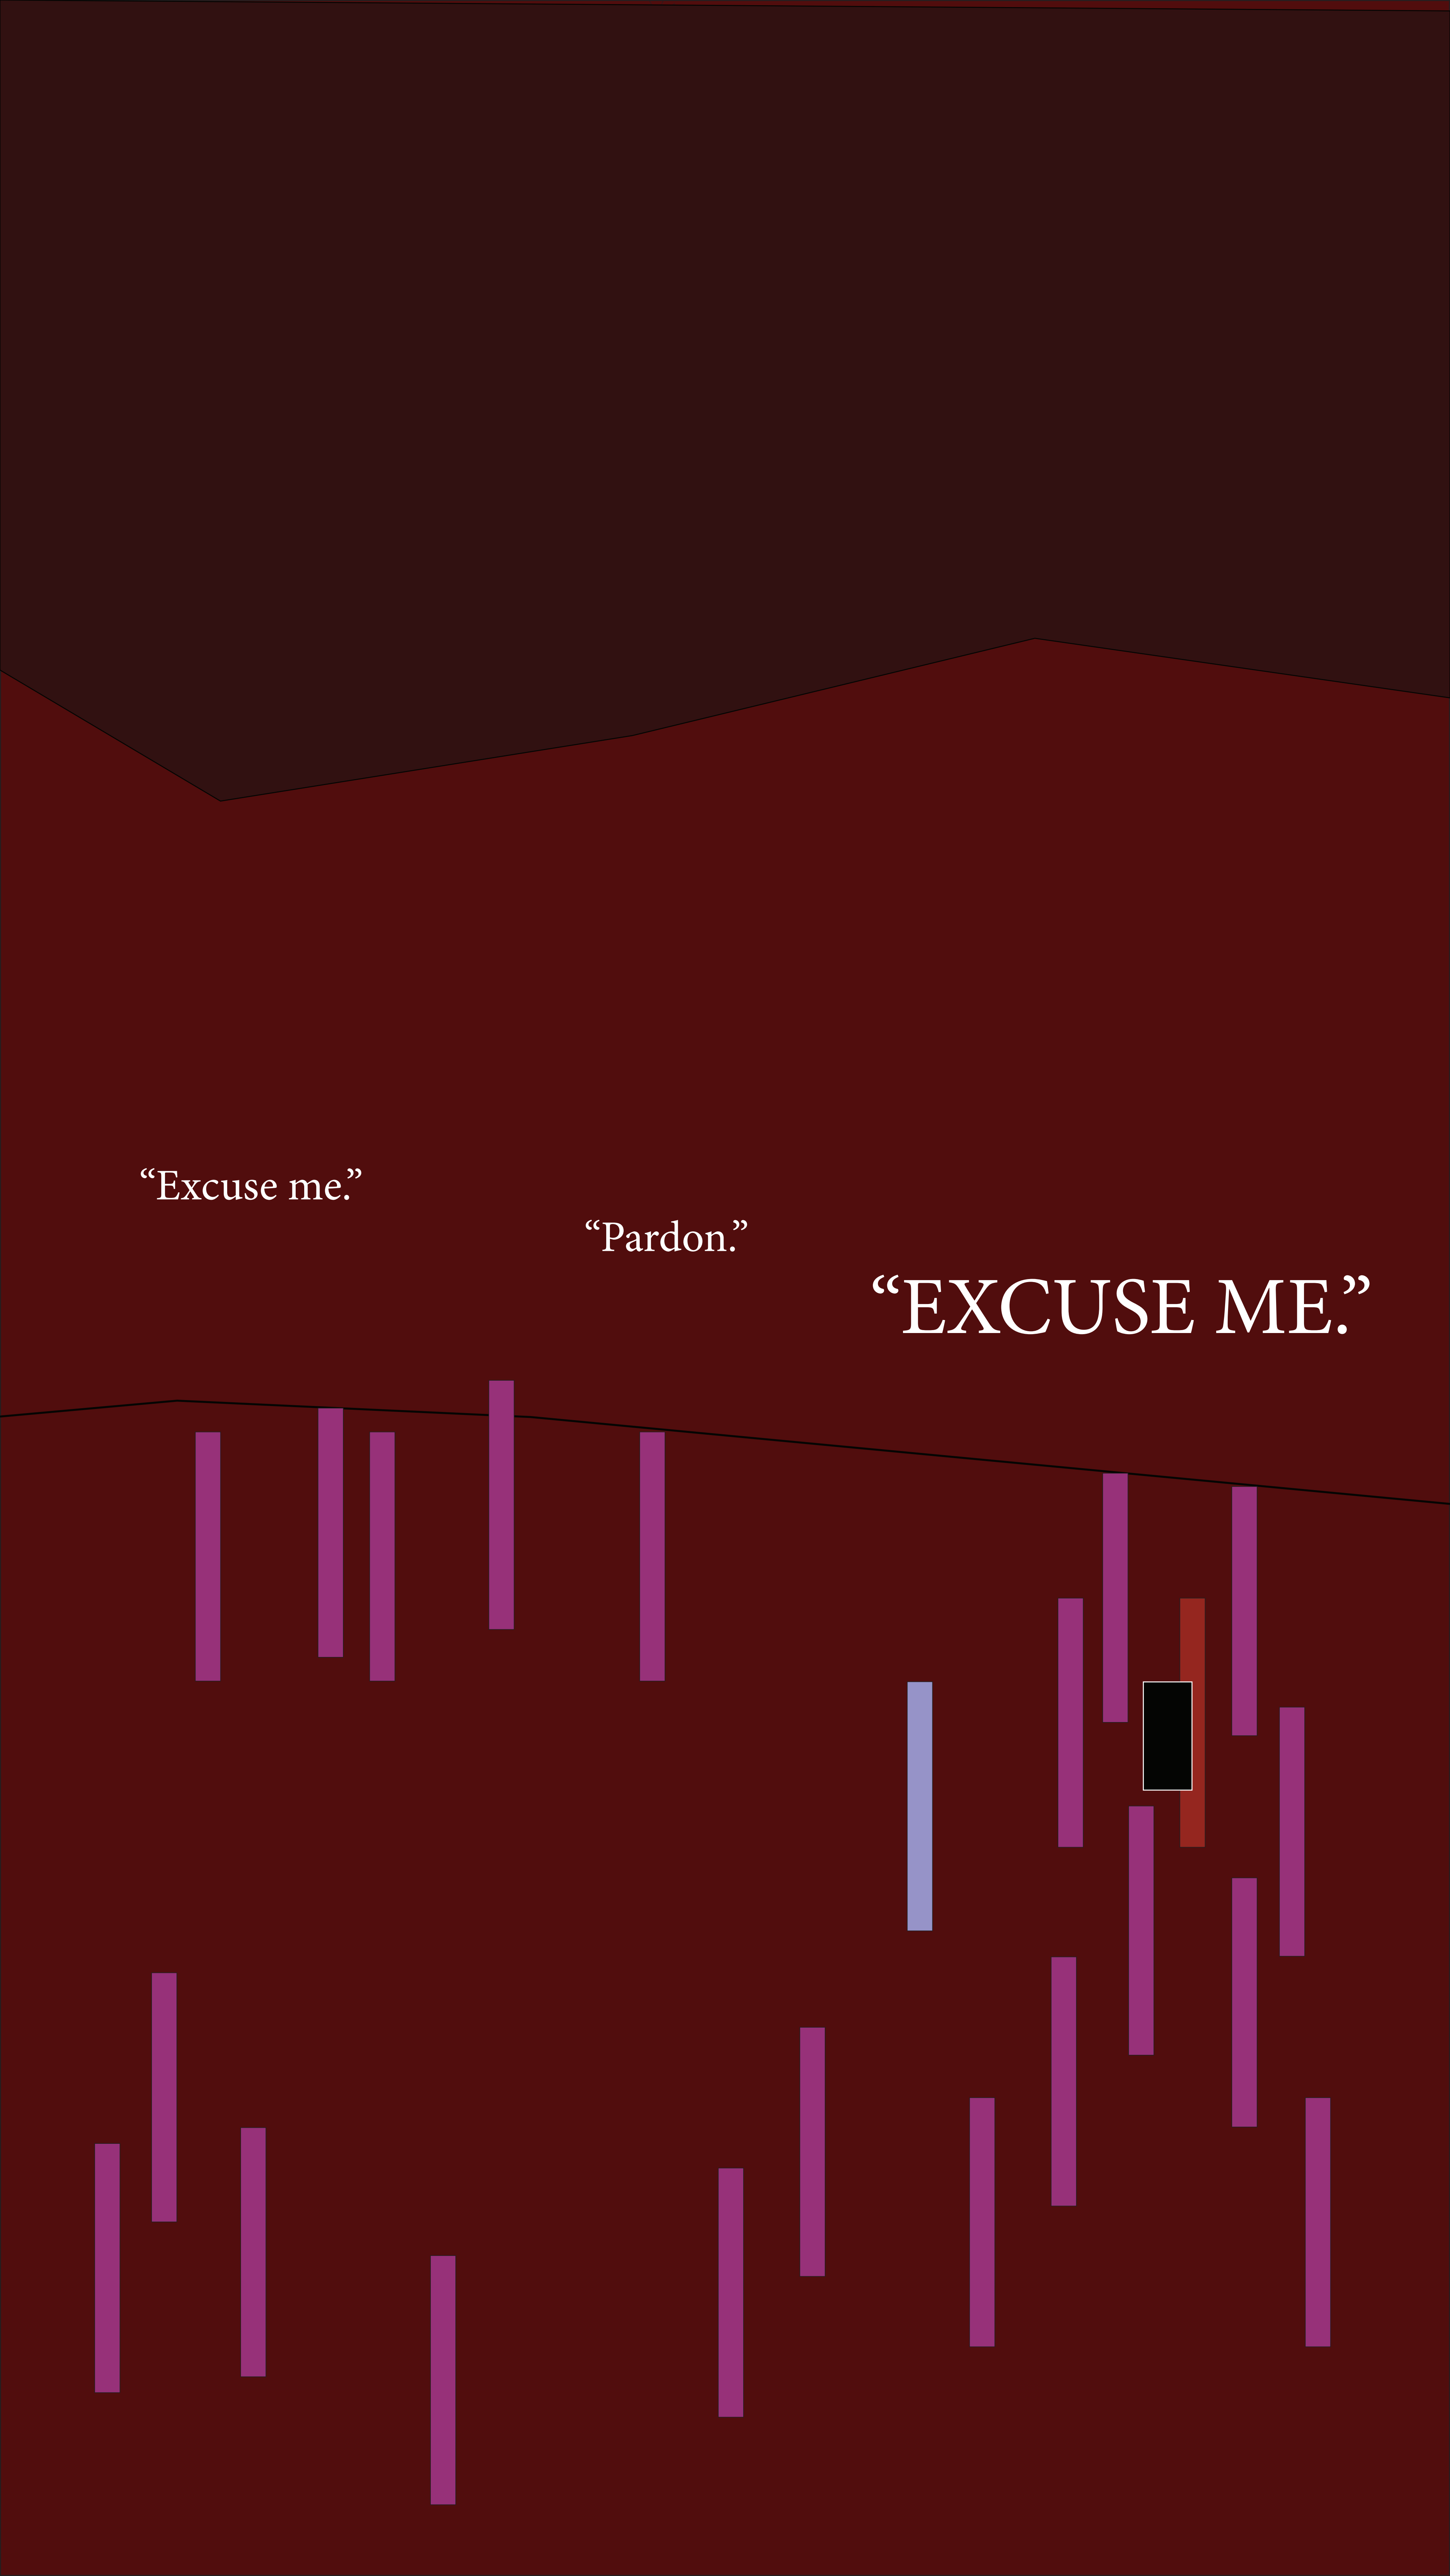 “Excuse me.”
“Pardon.”
“EXCUSE ME.”